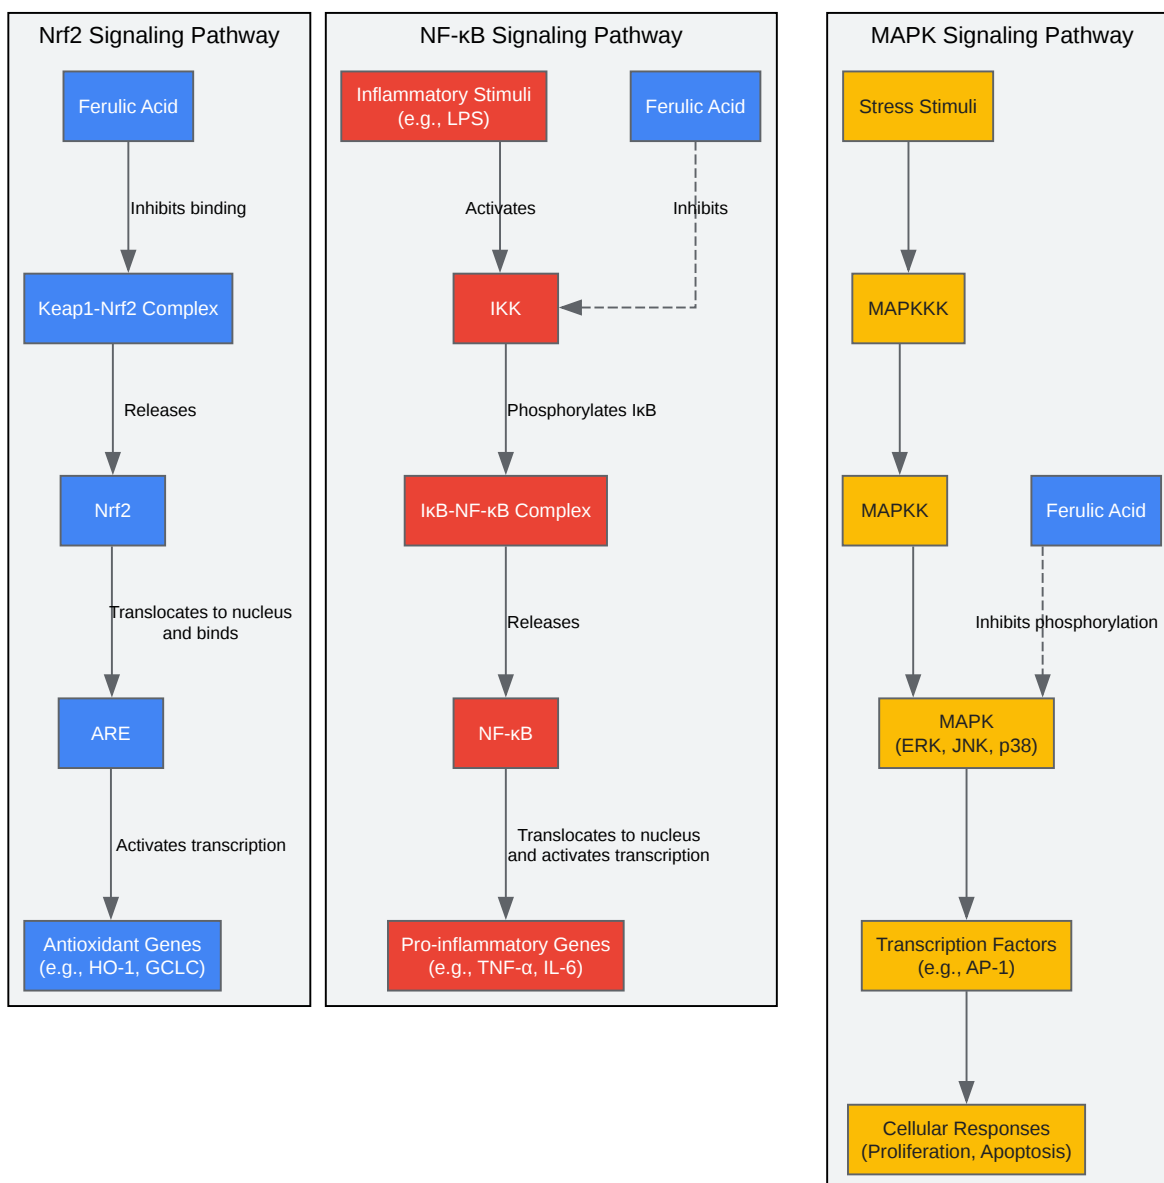 Nrf2 Signaling Pathway
Ferulic Acid
Inhibits binding
Keap1-Nrf2 Complex
Releases
Nrf2
Translocates to nucleus
and binds
ARE
Activates transcription
Antioxidant Genes
(e.g., HO-1, GCLC)
NF-κB Signaling Pathway
Inflammatory Stimuli
(e.g., LPS)
Ferulic Acid
Activates
Inhibits
IKK
Phosphorylates IκB
IκB-NF-κB Complex
Releases
NF-κB
Translocates to nucleus
and activates transcription
Pro-inflammatory Genes
(e.g., TNF-α, IL-6)
MAPK Signaling Pathway
Stress Stimuli
MAPKKK
MAPKK
Ferulic Acid
Inhibits phosphorylation
MAPK
(ERK, JNK, p38)
Transcription Factors
(e.g., AP-1)
Cellular Responses
(Proliferation, Apoptosis)